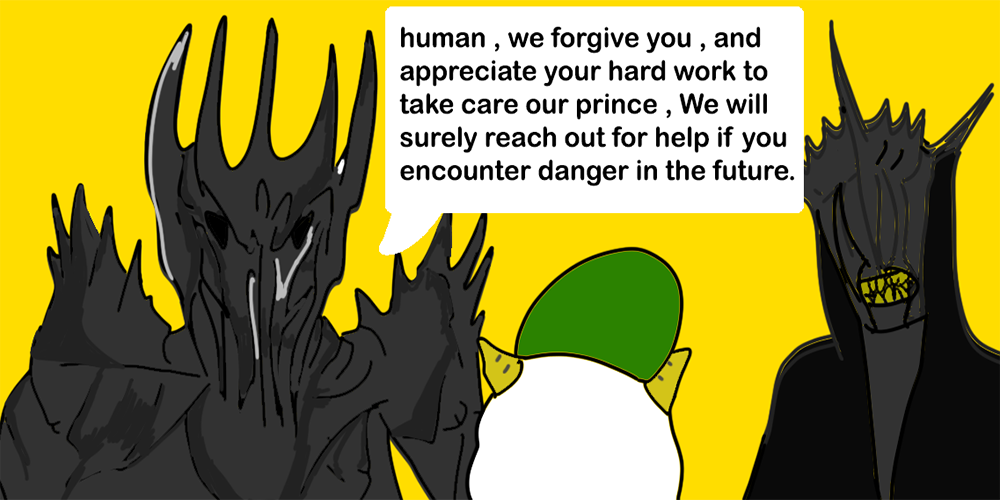 human , we forgive you , and
appreciate your hard work to
take care our prince , We will
surely reach out for help if you
encounter danger in the future.